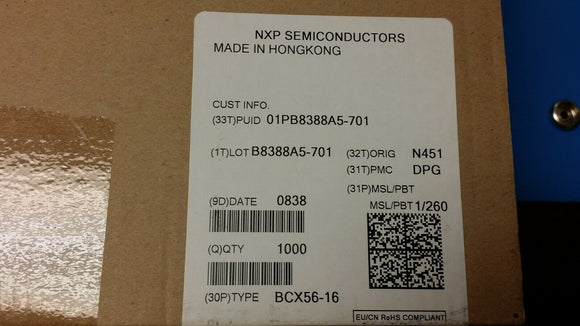 NXP SEMICONDUCTORS
MADE IN HONGKONG
CUST INFO.
(33T)PUID 01PB8388A5-701
(1T)LOT B8388A5-701 (32T)ORIG N451
(31T)PMC DPG
(31P)MSL/PBT
(9D)DATE 0838 MSL/PBT 1/260
(Q)QTY 1000
(30P)TYPE BCX56-16
EU/CN RoHS COMPLIANT